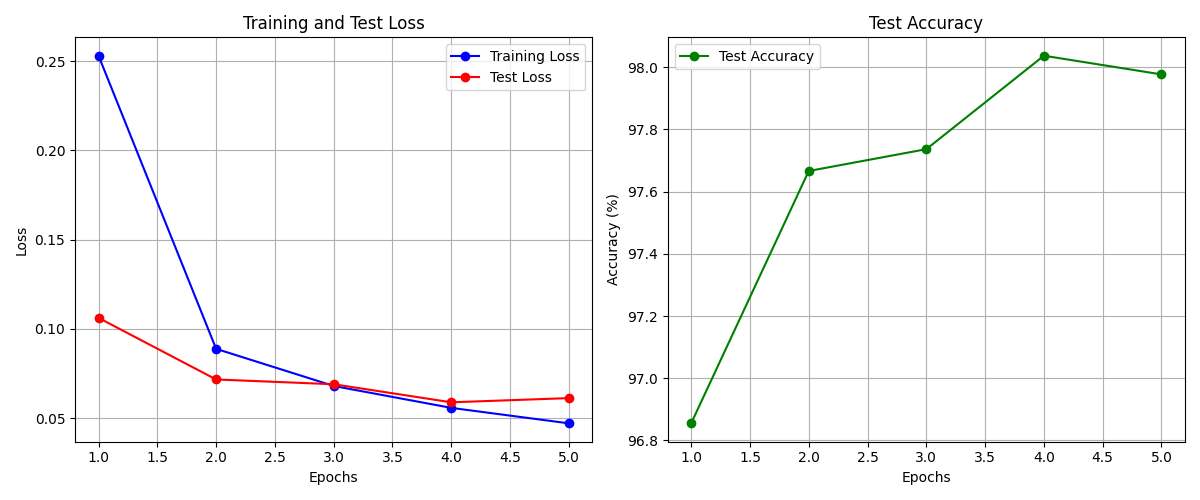 Training and Test Loss
Training Loss
Test Loss
0.25
0.20
0.15
0.10
0.05
Loss
1.0 1.5 2.0 2.5 3.0 3.5 4.0 4.5 5.0
Epochs
Test Accuracy
Test Accuracy
98.0
97.8
97.6
97.4
97.2
97.0
96.8
Accuracy (%)
1.0 1.5 2.0 2.5 3.0 3.5 4.0 4.5 5.0
Epochs